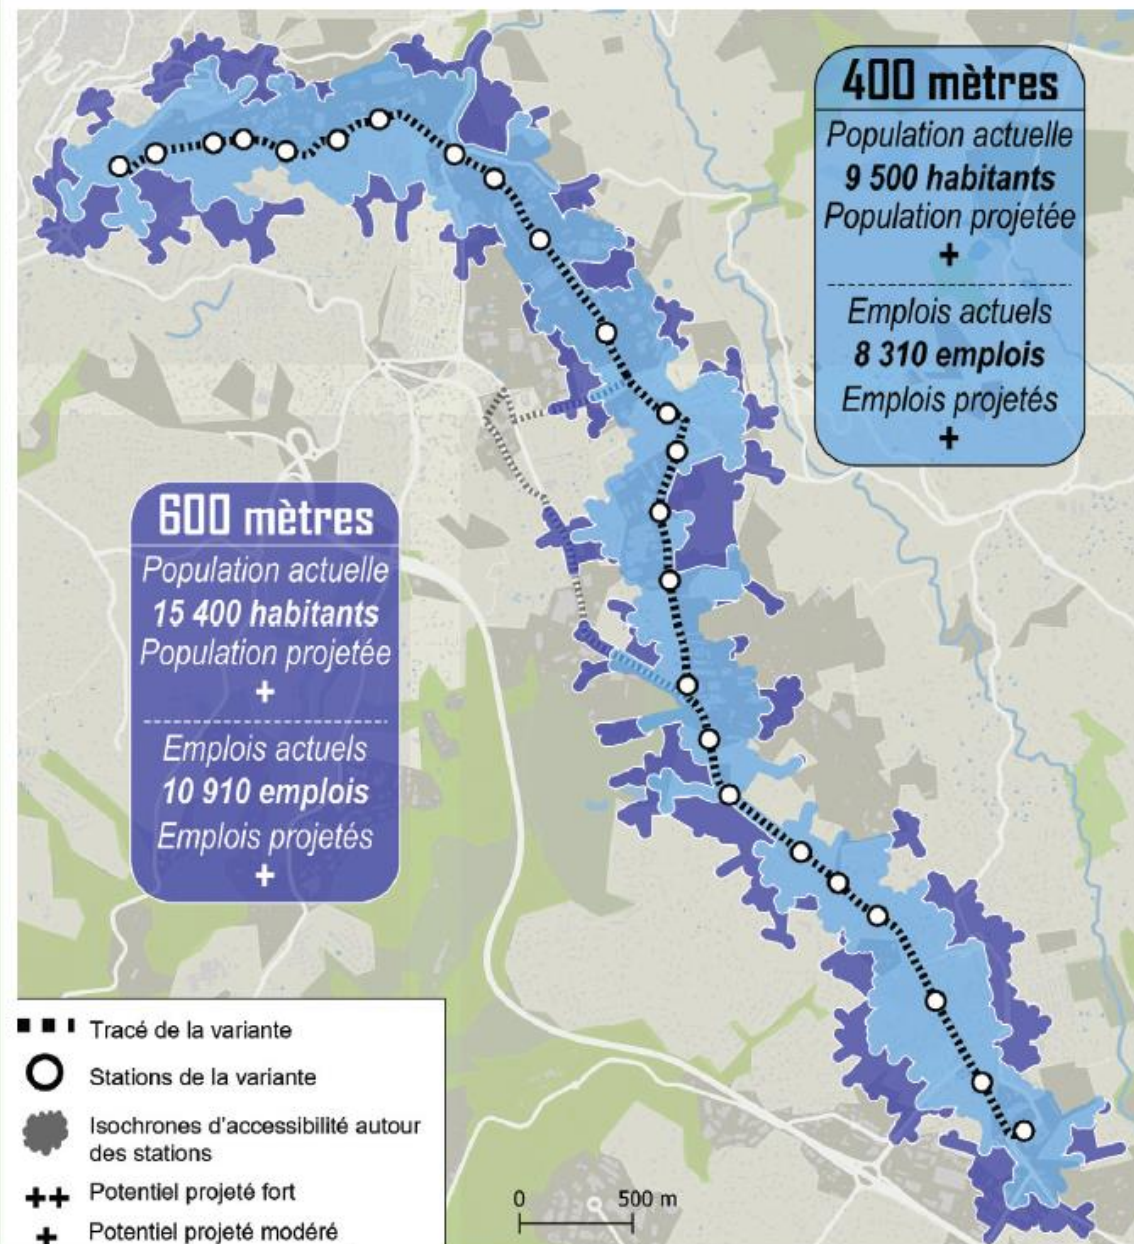 400 mètres
Population actuelle
9 500 habitants
Population projetée
+
Emplois actuels
8 310 emplois
Emplois projetés
+
600 mètres
Population actuelle
15 400 habitants
Population projetée
+
Emplois actuels
10 910 emplois
Emplois projetés
+
Tracé de la variante
Stations de la variante
Isochrones d'accessibilité autour
des stations
++ Potentiel projeté fort
+ Potentiel projeté modéré
0 500 m